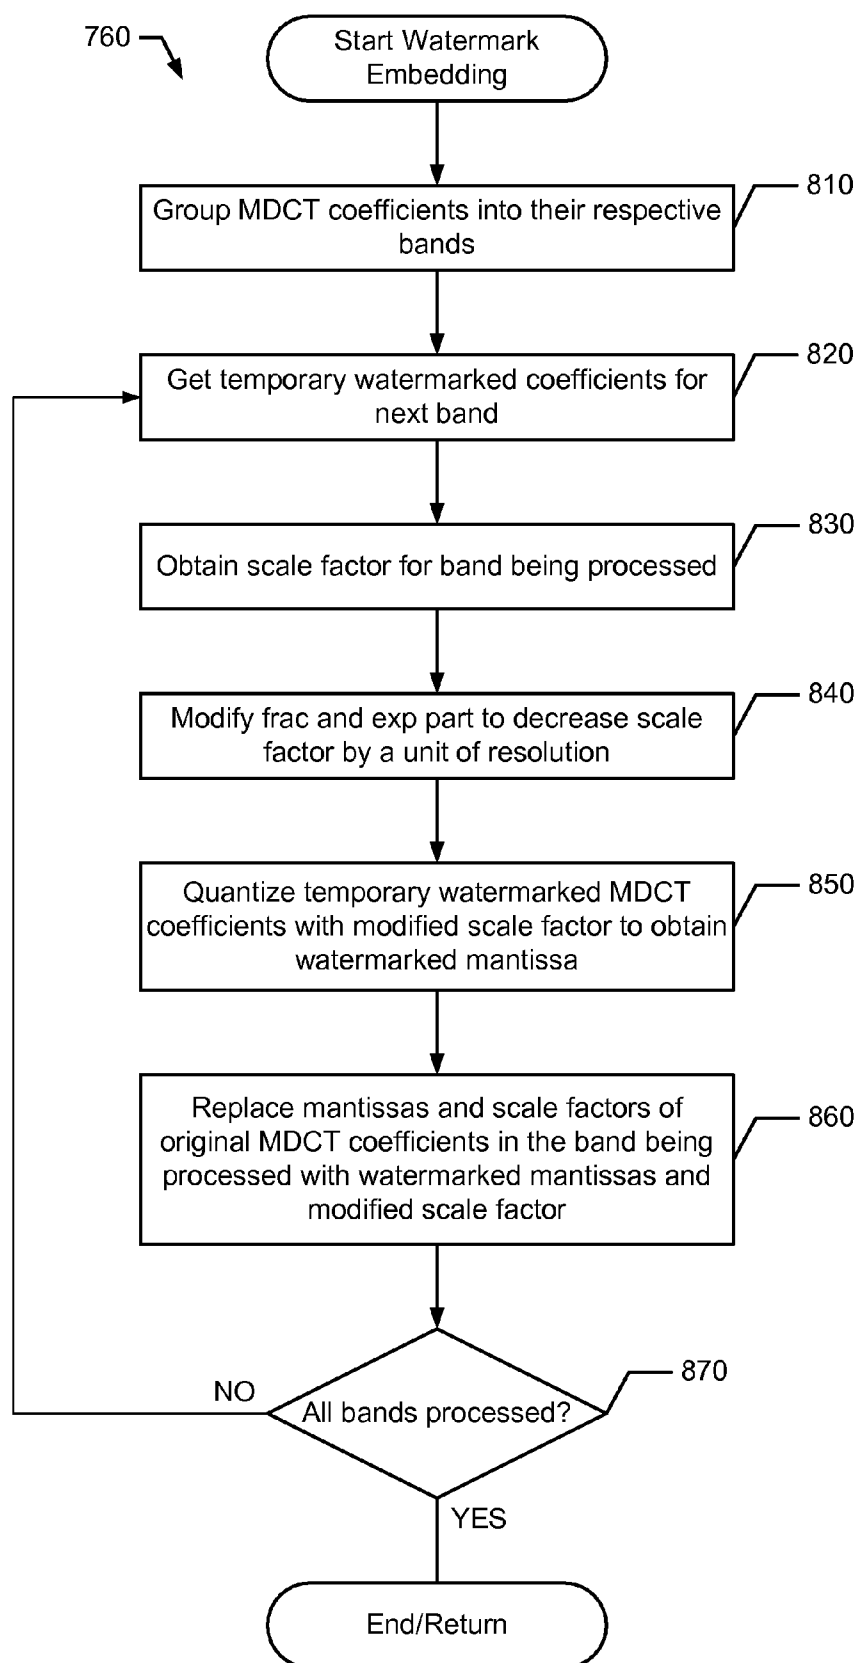 760
Start Watermark
Embedding
810
Group MDCT coefficients into their respective
bands
820
Get temporary watermarked coefficients for
next band
830
Obtain scale factor for band being processed
840
Modify frac and exp part to decrease scale
factor by a unit of resolution
850
Quantize temporary watermarked MDCT
coefficients with modified scale factor to obtain
watermarked mantissa
860
Replace mantissas and scale factors of
original MDCT coefficients in the band being
processed with watermarked mantissas and
modified scale factor
870
NO
All bands processed?
YES
End/Return